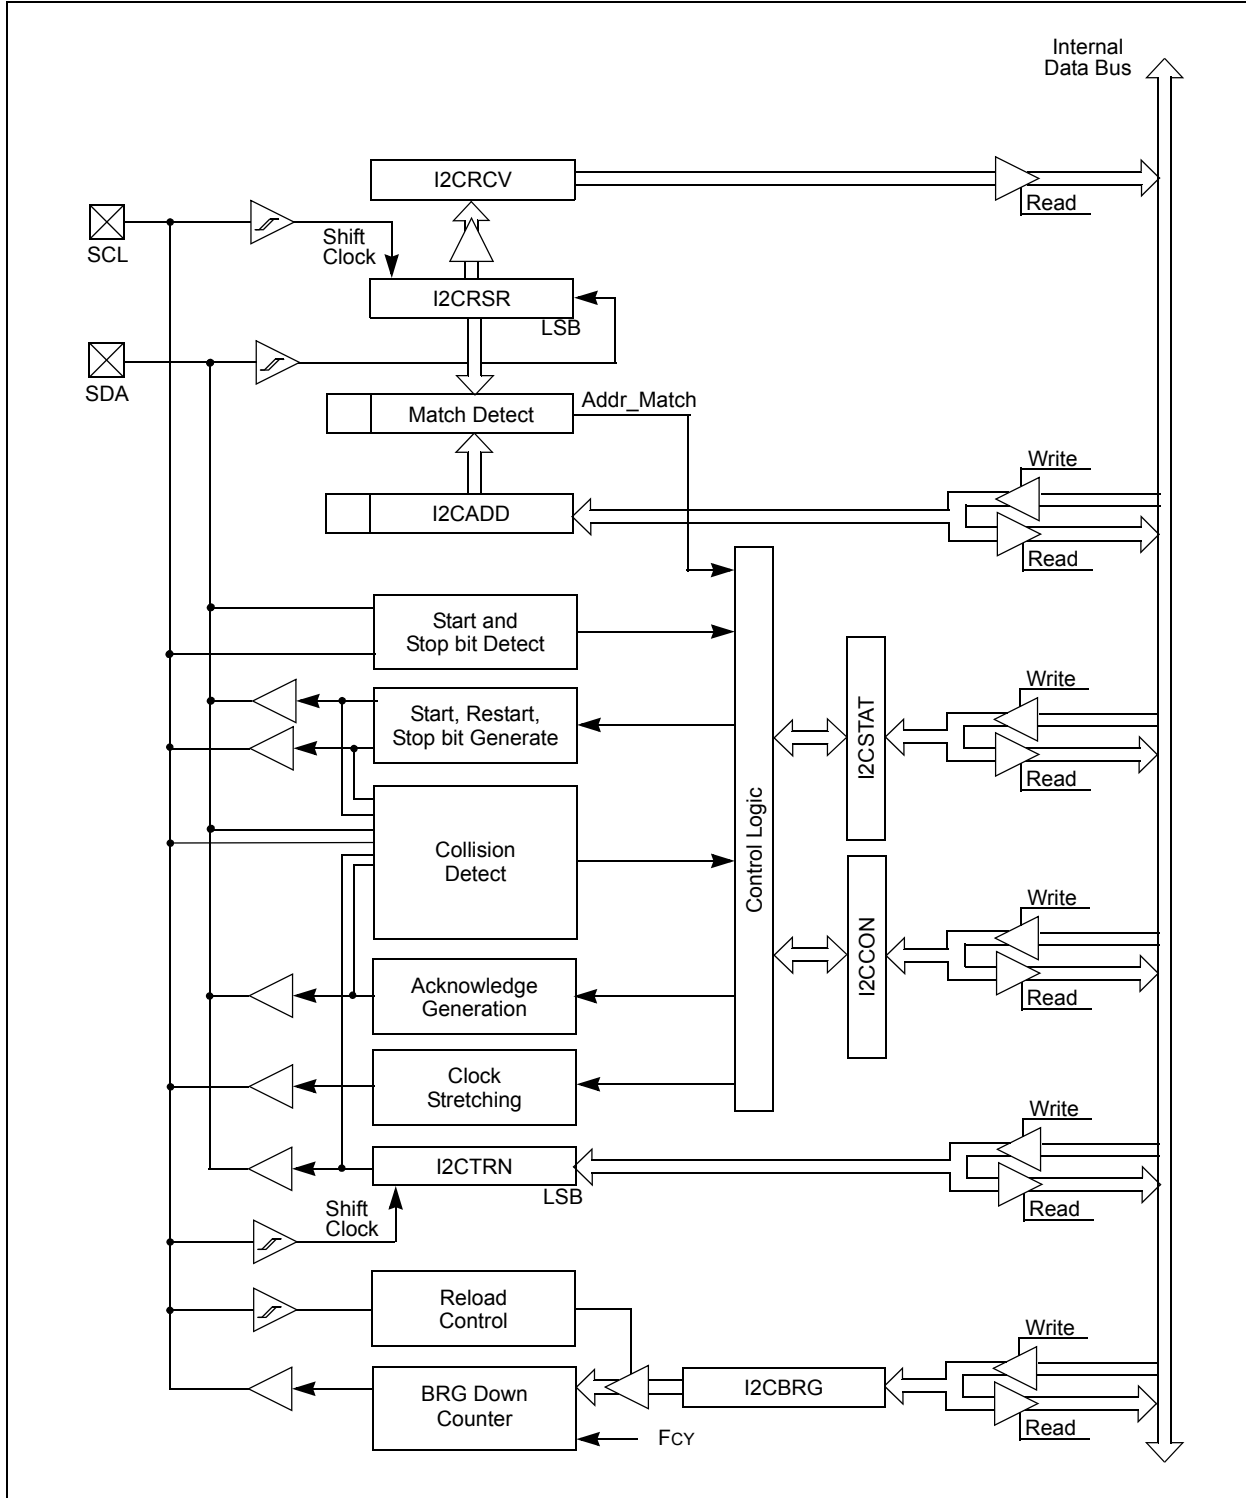 Internal
Data Bus
I2CRCV
Read
SCL
Shift
Clock
I2CRSR
LSB
SDA
Addr_Match
Match Detect
Write
I2CADD
Read
Start and
Stop bit Detect
Write
Start, Restart,
Stop bit Generate
I2CSTAT
Read
Control Logic
Collision
Detect
Write
I2CCON
Acknowledge
Generation
Read
Clock
Stretching
Write
I2CTRN
LSB
Shift
Clock
Read
Reload
Control
Write
I2CBRG
BRG Down
Counter
Read
FCY